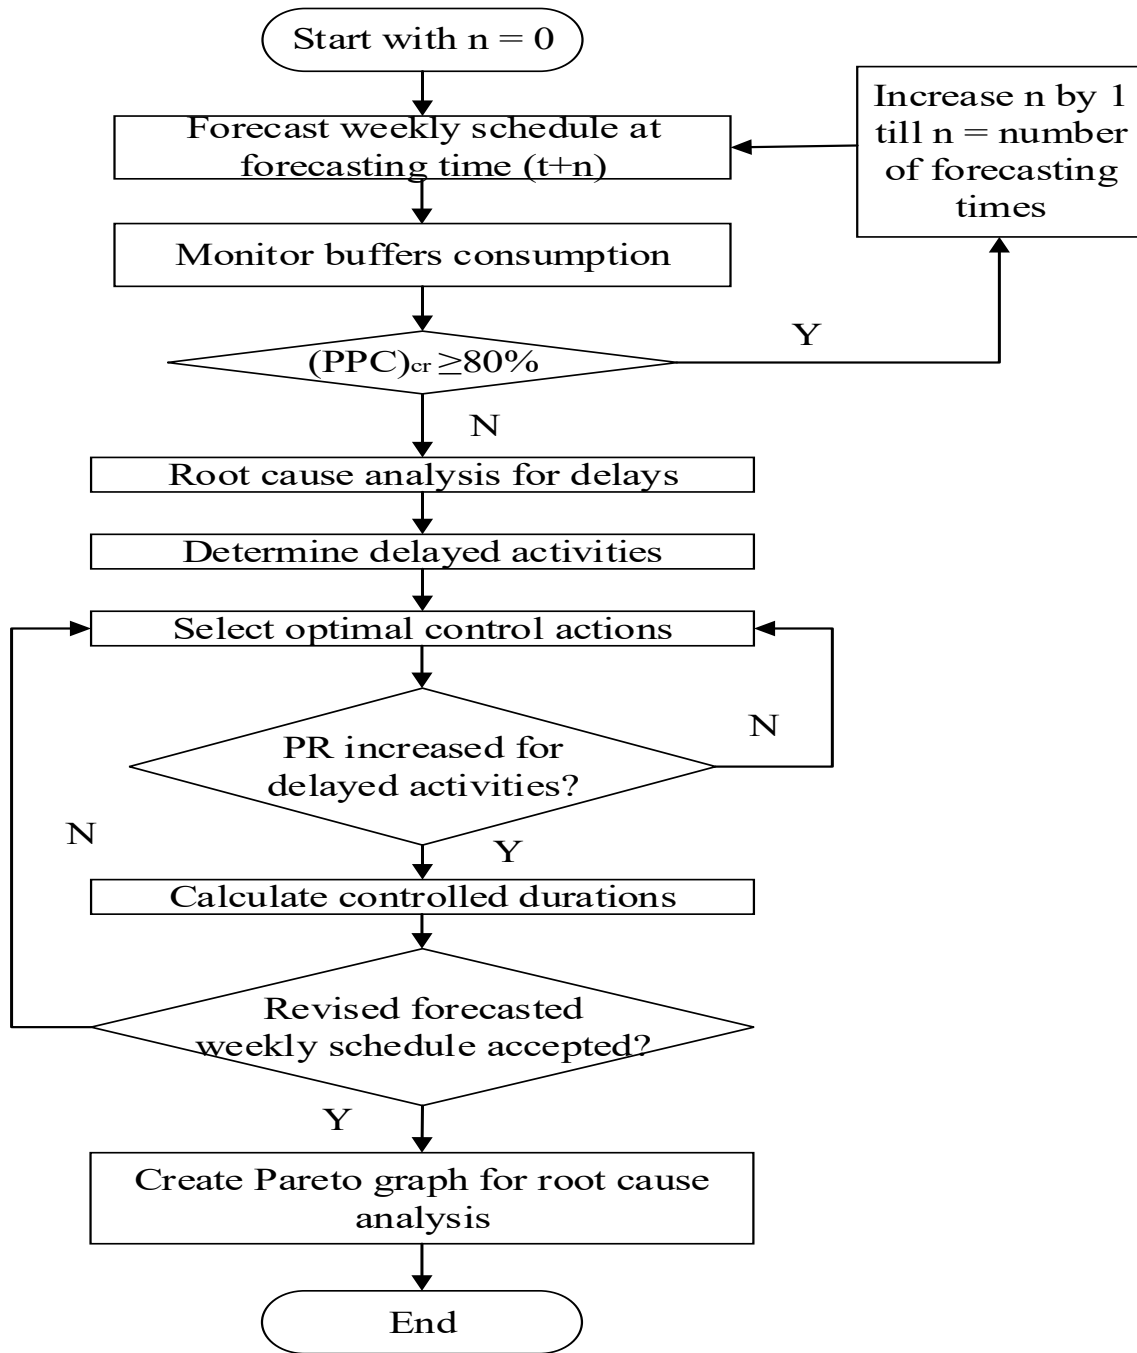 Start with n = 0
Increase n by 1
till n = number
of forecasting
times
Forecast weekly schedule at
forecasting time (t+n)
Monitor buffers consumption
Y
(PPC)cr ≥80%
N
Root cause analysis for delays
Determine delayed activities
Select optimal control actions
PR increased for
delayed activities?
N
N
Y
Calculate controlled durations
Revised forecasted
weekly schedule accepted?
Y
Create Pareto graph for root cause
analysis
End